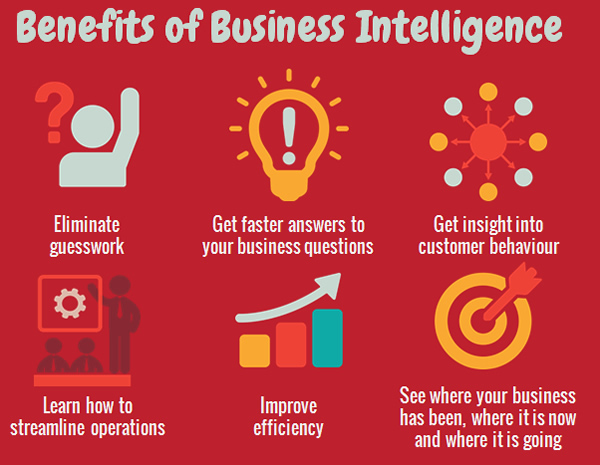 Benefits of Business Intelligence
Eliminate
guesswork
Get faster answers to
your business questions
Get insight into
customer behaviour
Learn how to
streamline operations
Improve
efficiency
See where your business
has been, where it is now
and where it is going